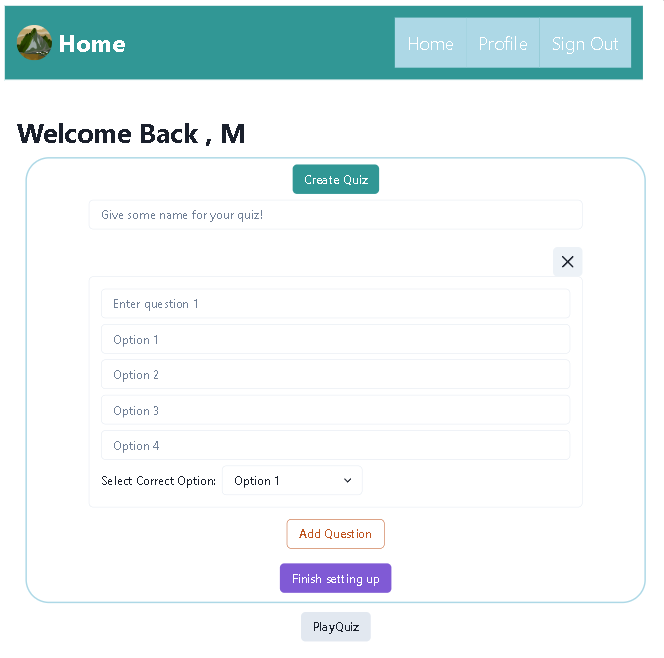 Home
Home Profile Sign Out
Welcome Back , M
Create Quiz
Give some name for your quiz!
Enter question 1
Option 1
Option 2
Option 3
Option 4
Select Correct Option: Option 1
Add Question
Finish setting up
PlayQuiz